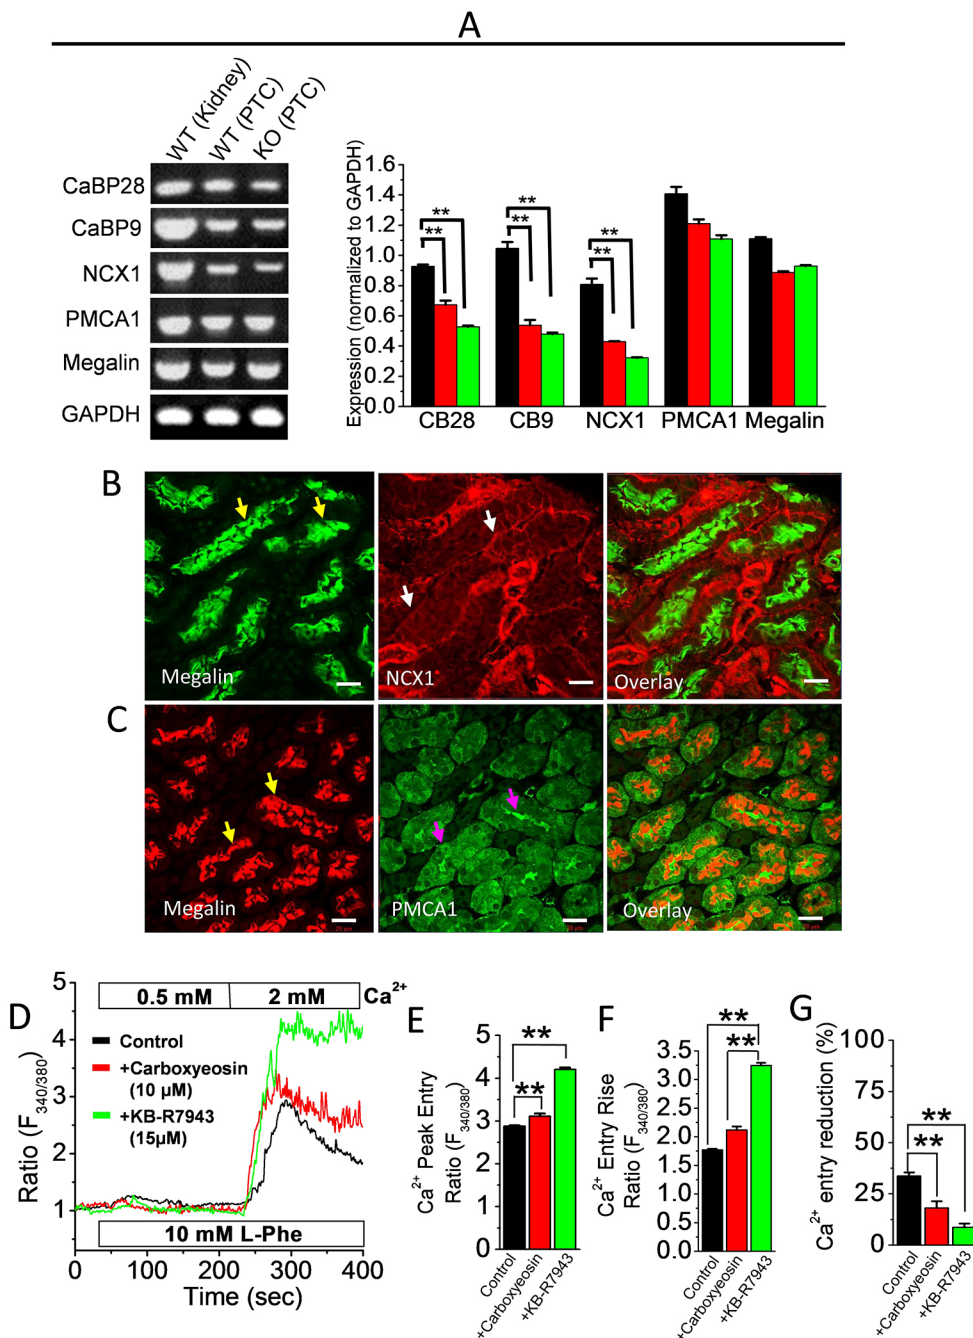 A
WT (Kidney)
WT (PTC)
KO (PTC)
CaBP28
CaBP9
NCX1
PMCA1
Megalin
GAPDH
Expression (normalized to GAPDH)
1.6
1.4
1.2
1.0
0.8
0.6
0.4
0.2
0.0
**
**
**
**
**
**
CB28 CB9 NCX1 PMCA1 Megalin
B
Megalin
NCX1
Overlay
C
Megalin
PMCA1
Overlay
20 µm
D
Ratio (F340/380)
5
4
3
2
1
0 100 200 300 400
Time (sec)
0.5 mM 2 mM Ca2+
Control
+Carboxyeosin
(10 µM)
+KB-R7943
(15µM)
10 mM L-Phe
E
Ca2+ Peak Entry
Ratio (F340/380)
5
4
3
2
1
0
**
**
Control
+Carboxyeosin
+KB-R7943
F
Ca2+ Entry Rise
Ratio (F340/380)
3.5
3.0
2.5
2.0
1.5
1.0
0.5
0.0
**
**
Control
+Carboxyeosin
+KB-R7943
G
Ca2+ entry reduction (%)
100
75
50
25
0
**
**
Control
+Carboxyeosin
+KB-R7943